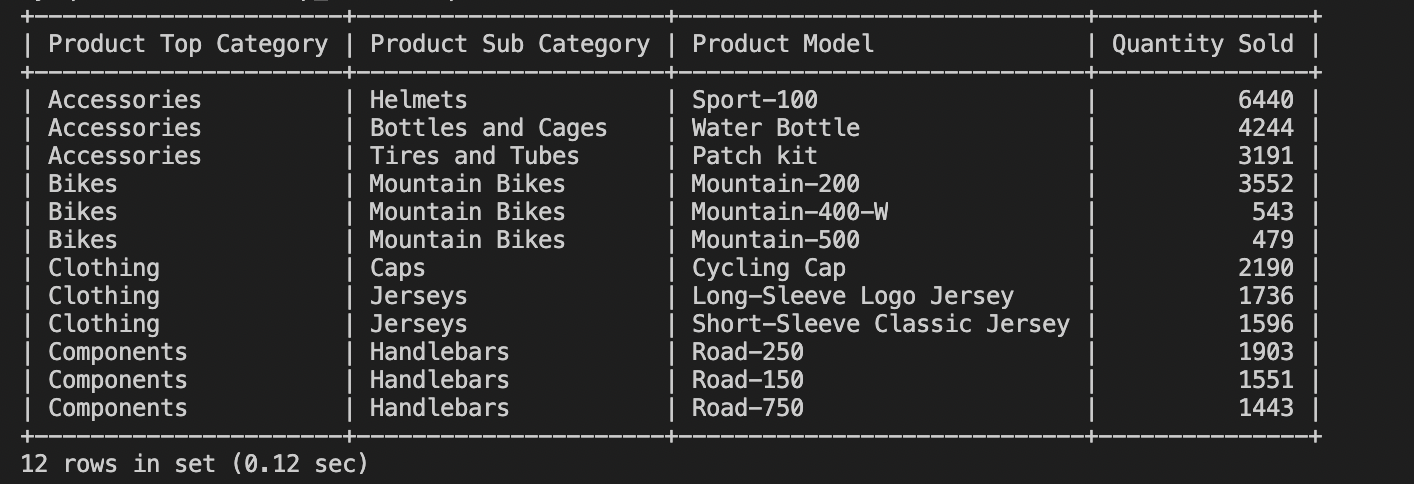 +----------------------+----------------------+-----------------------------+---------------+
| Product Top Category | Product Sub Category | Product Model               | Quantity Sold |
+----------------------+----------------------+-----------------------------+---------------+
| Accessories          | Helmets              | Sport-100                   |          6440 |
| Accessories          | Bottles and Cages    | Water Bottle                |          4244 |
| Accessories          | Tires and Tubes      | Patch kit                   |          3191 |
| Bikes                | Mountain Bikes       | Mountain-200                |          3552 |
| Bikes                | Mountain Bikes       | Mountain-400-W              |           543 |
| Bikes                | Mountain Bikes       | Mountain-500                |           479 |
| Clothing             | Caps                 | Cycling Cap                 |          2190 |
| Clothing             | Jerseys              | Long-Sleeve Logo Jersey     |          1736 |
| Clothing             | Jerseys              | Short-Sleeve Classic Jersey |          1596 |
| Components           | Handlebars           | Road-250                    |          1903 |
| Components           | Handlebars           | Road-150                    |          1551 |
| Components           | Handlebars           | Road-750                    |          1443 |
+----------------------+----------------------+-----------------------------+---------------+
12 rows in set (0.12 sec)